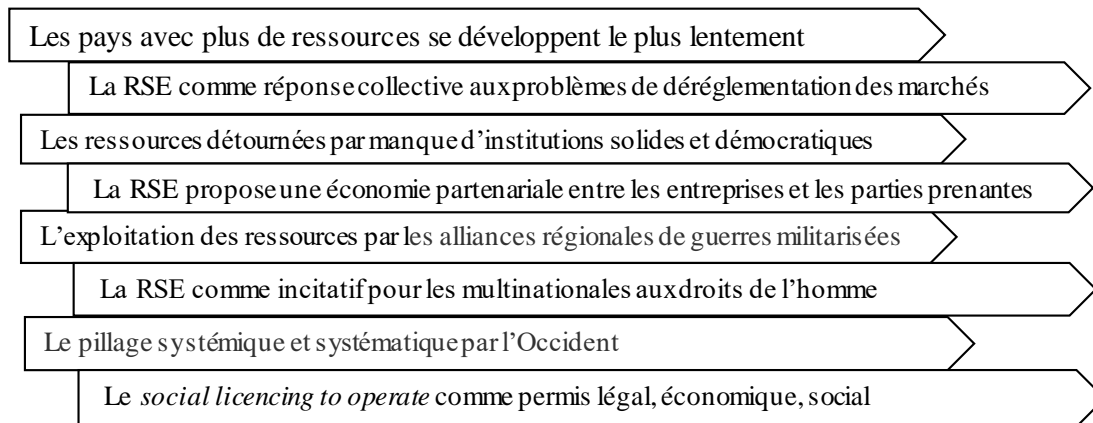 Les pays avec plus de ressources se développent le plus lentement
La RSE comme réponse collective aux problèmes de déréglementation des marchés
Les ressources détournées par manque d'institutions solides et démocratiques
La RSE propose une économie partenariale entre les entreprises et les parties prenantes
L'exploitation des ressources par les alliances régionales de guerres militarisées
La RSE comme incitatif pour les multinationales aux droits de l'homme
Le pillage systémique et systématique par l'Occident
Le social licencing to operate comme permis légal, économique, social